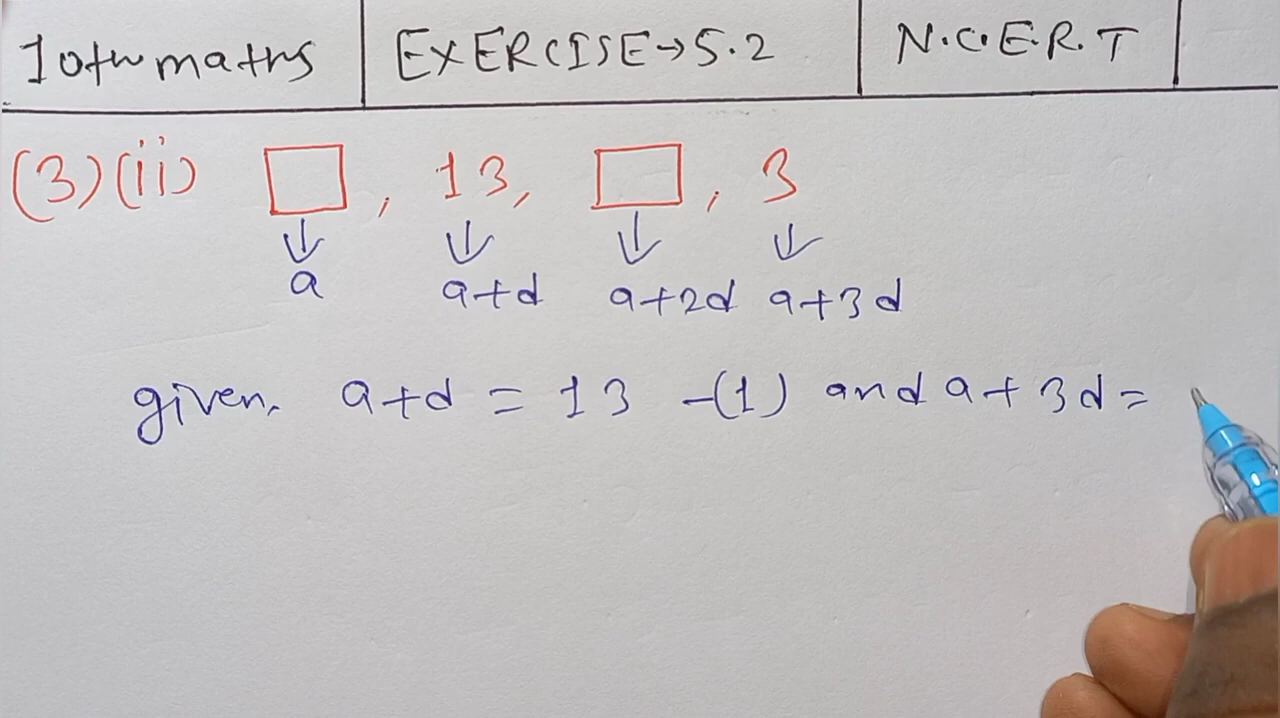 10th maths EXERCISE→5.2 N.C.E.R.T
(3)(ii) □, 13, □, 3
↓ ↓ ↓ ↓
a a+d a+2d a+3d
given. a+d = 13 -(1) and a+3d=